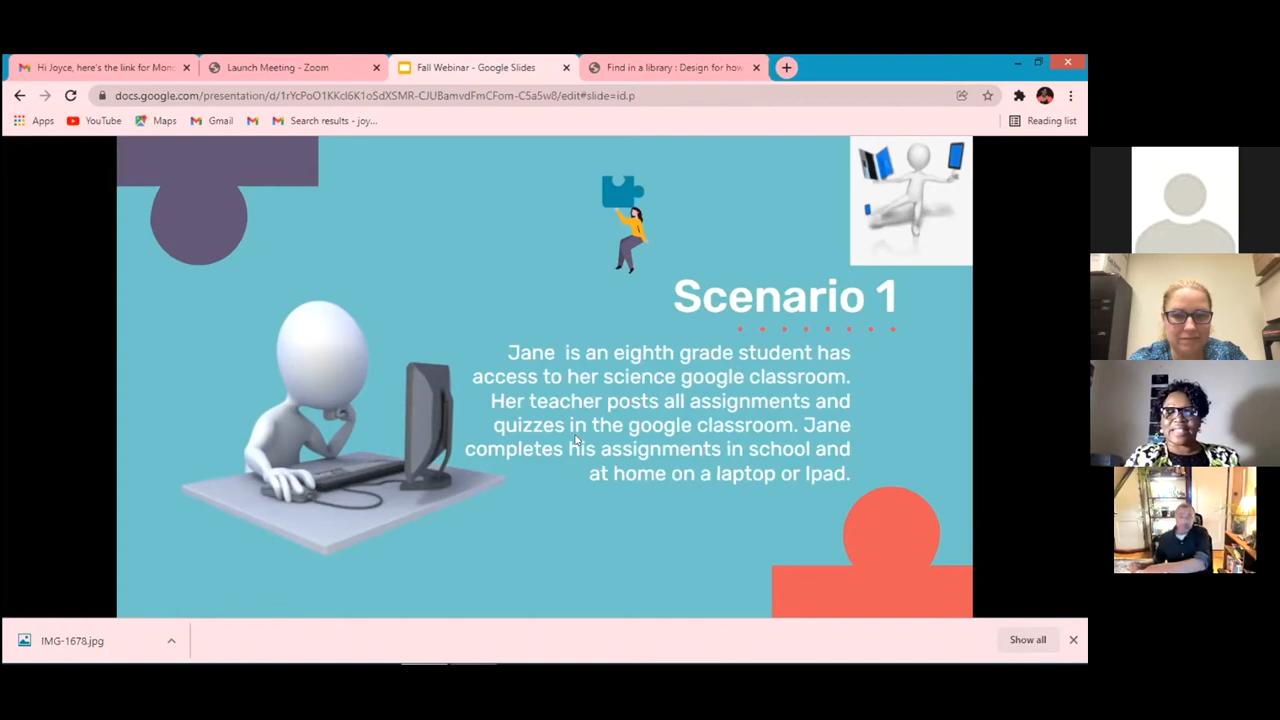 Hi Joyce, here's the link for Mon
Launch Meeting - Zoom
Fall Webinar - Google Slides
Find in a library : Design for how
docs.google.com/presentation/d/1rYcPoO1KKcl6K1oSdXSMR-CJUBamvdFmCFom-C5a5w8/edit#slide=id.p
Apps
YouTube
Maps
Gmail
Search results - joy...
Reading list
Scenario 1
Jane is an eighth grade student has
access to her science google classroom.
Her teacher posts all assignments and
quizzes in the google classroom. Jane
completes his assignments in school and
at home on a laptop or Ipad.
IMG-1678.jpg
Show all